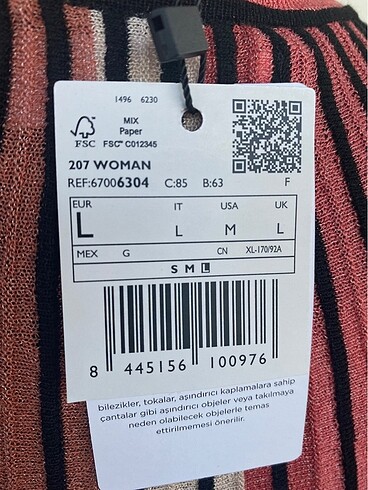 1496 6230
MIX
Paper
FSC FSC™ C012345
207 WOMAN
REF:67006304 C:85 B:63 F
EUR IT USA UK
L L M L
MEX G CN XL-170/92A
S M L
8 445156 100976
bilezikler, tokalar, aşındırıcı kaplamalara sahip
çantalar gibi aşındırıcı objeler veya takılmaya
neden olabilecek objelerle temas
ettirilmemesi önerilir.